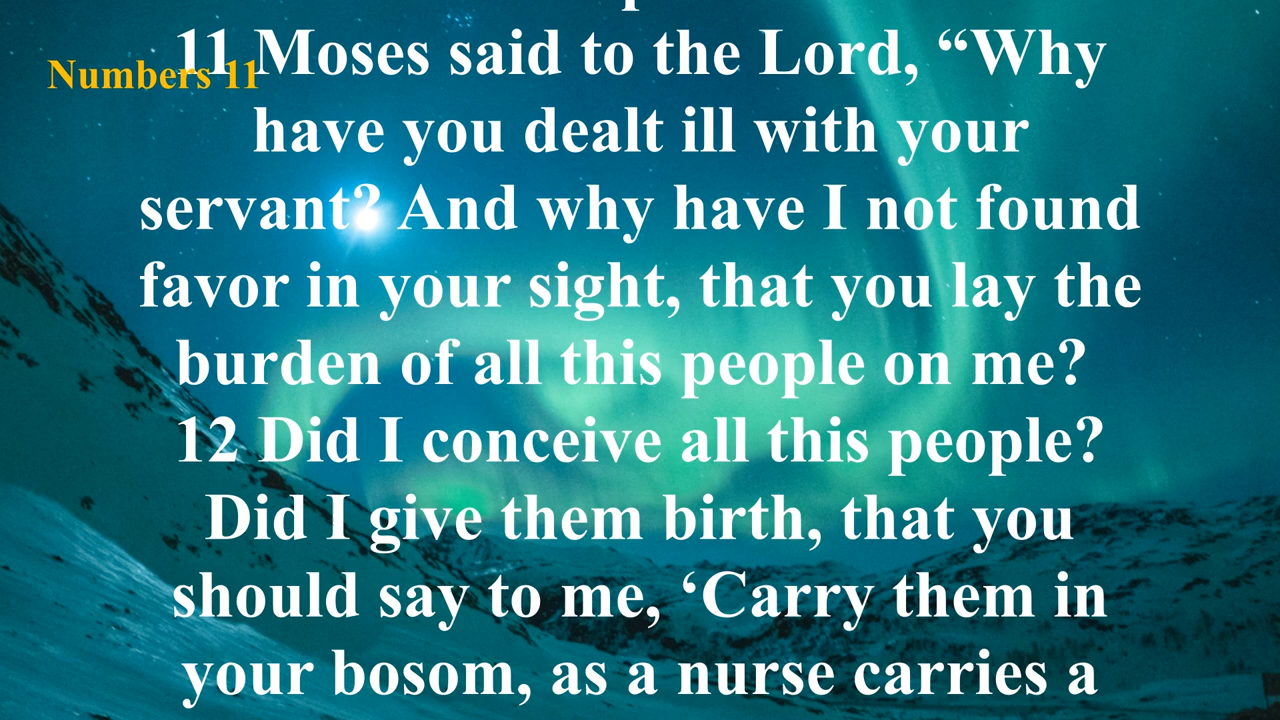 11 Moses said to the Lord, “Why
Numbers 11
have you dealt ill with your
servant? And why have I not found
favor in your sight, that you lay the
burden of all this people on me?
12 Did I conceive all this people?
Did I give them birth, that you
should say to me, ‘Carry them in
your bosom, as a nurse carries a